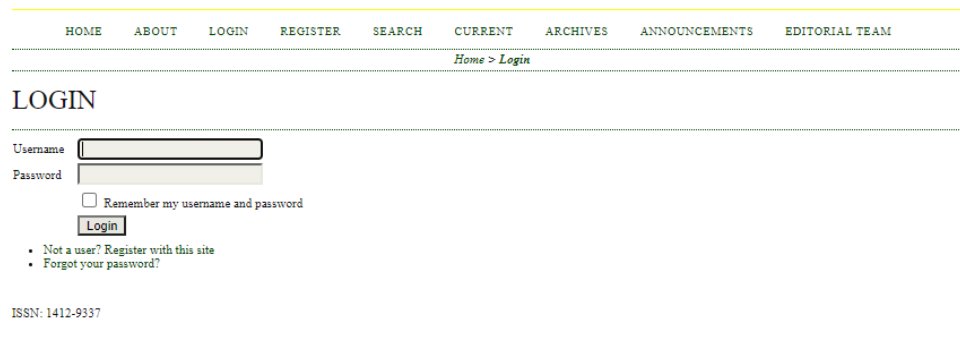 HOME ABOUT LOGIN REGISTER SEARCH CURRENT ARCHIVES ANNOUNCEMENTS EDITORIAL TEAM
Home > Login
LOGIN
Username
Password
Remember my username and password
Login
Not a user? Register with this site
Forgot your password?
ISSN: 1412-9337